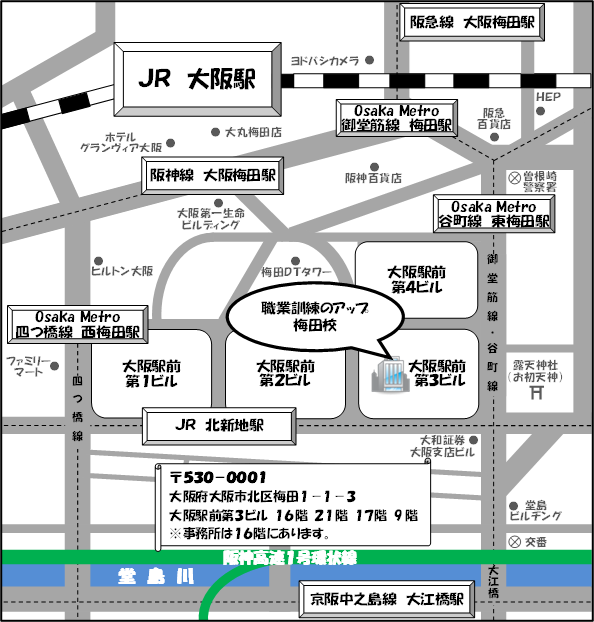 阪急線 大阪梅田駅
ヨドバシカメラ
JR 大阪駅
HEP
Osaka Metro
御堂筋線 梅田駅
阪急
百貨店
大丸梅田店
ホテル
グランヴィア大阪
阪神線 大阪梅田駅
阪神百貨店
曽根崎
警察署
Osaka Metro
谷町線 東梅田駅
大阪第一生命
ビルディング
ヒルトン大阪
梅田DTタワー
大阪駅前
第4ビル
御堂筋線・谷町線
職業訓練のアップ
梅田校
Osaka Metro
四つ橋線 西梅田駅
ファミリー
マート
四つ橋線
大阪駅前
第1ビル
大阪駅前
第2ビル
大阪駅前
第3ビル
露天神社
(お初天神)
JR 北新地駅
大和証券
大阪支店ビル
〒530-0001
大阪府大阪市北区梅田1-1-3
大阪駅前第3ビル 16階 21階 17階 9階
※事務所は16階にあります。
堂島
ビルヂング
交番
阪神高速1号環状線
堂島川
大江橋
京阪中之島線 大江橋駅